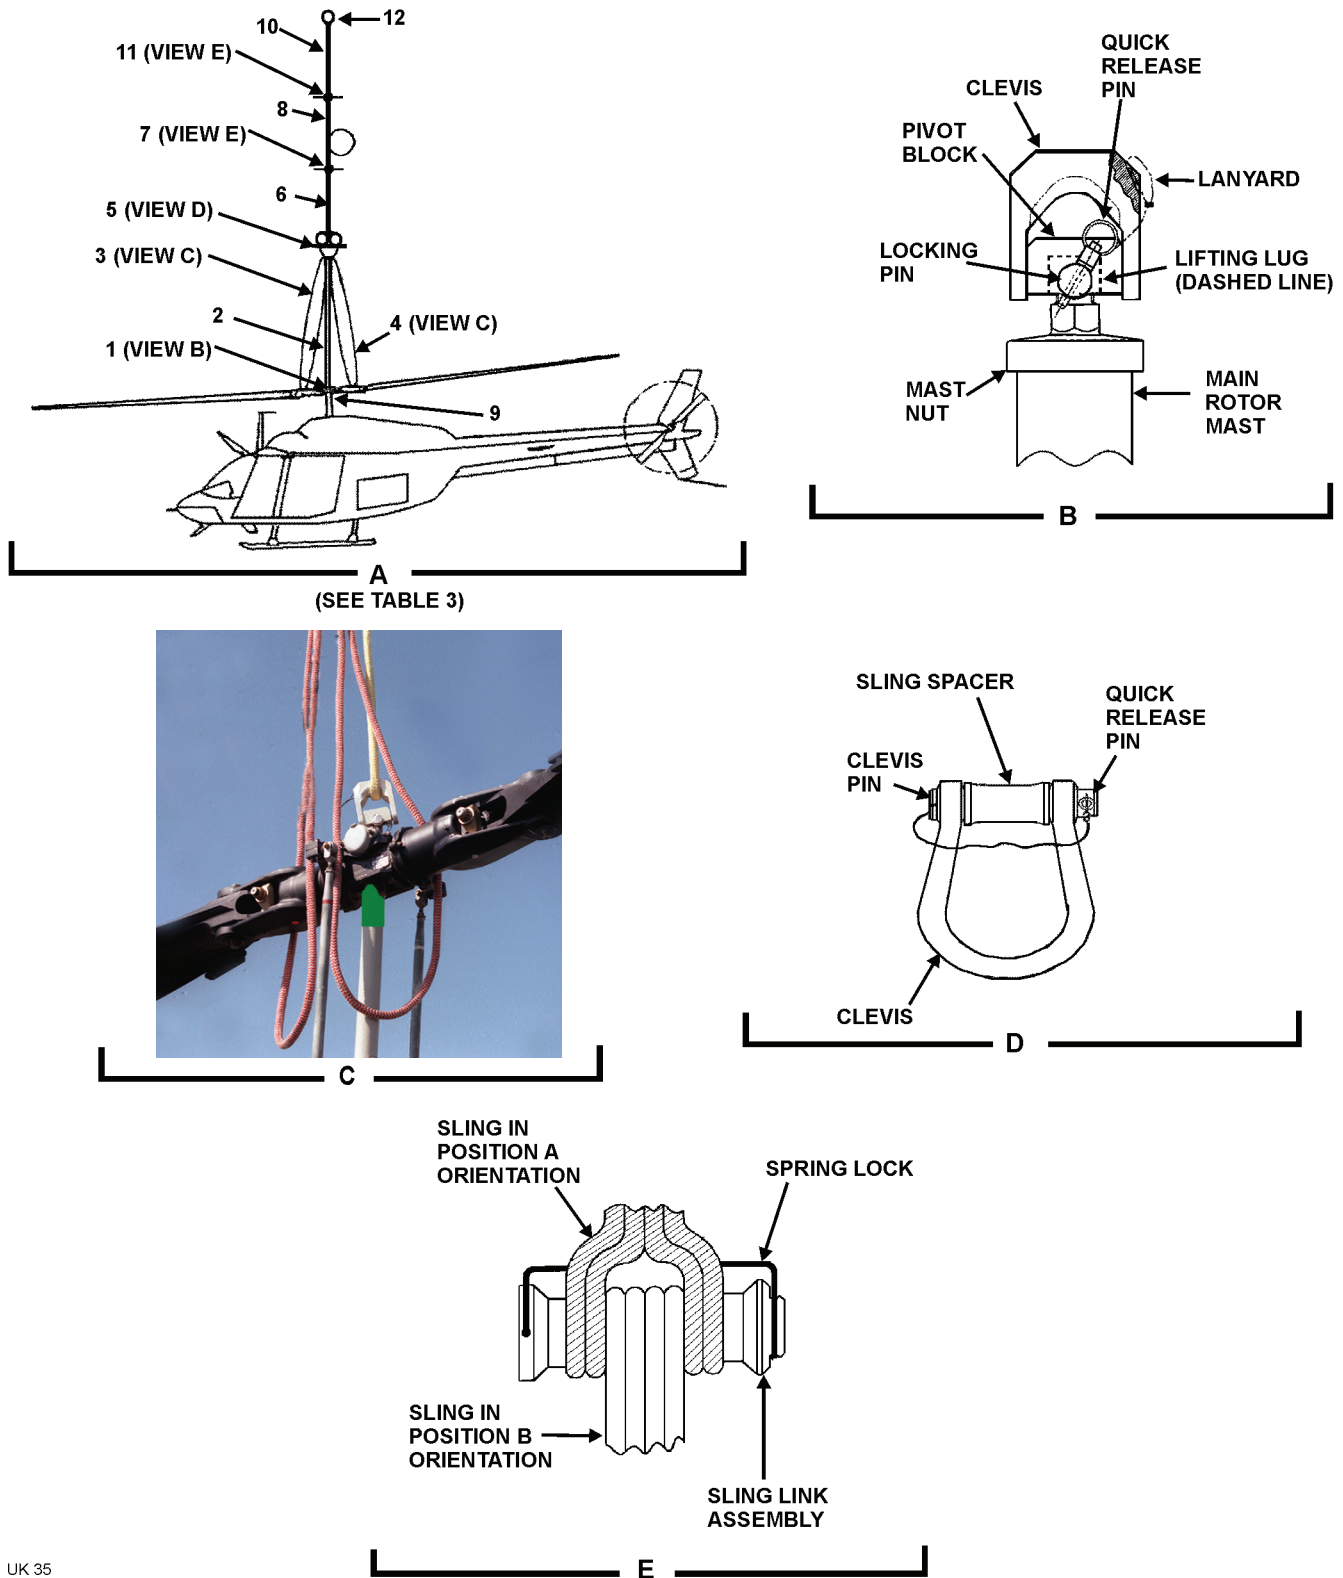 12
10
11 (VIEW E)
8
7 (VIEW E)
6
5 (VIEW D)
3 (VIEW C)
2
4 (VIEW C)
1 (VIEW B)
9
A
(SEE TABLE 3)
QUICK
RELEASE
PIN
CLEVIS
PIVOT
BLOCK
LANYARD
LOCKING
PIN
LIFTING LUG
(DASHED LINE)
MAST
NUT
MAIN
ROTOR
MAST
B
C
SLING SPACER
QUICK
RELEASE
PIN
CLEVIS
PIN
CLEVIS
D
SLING IN
POSITION A
ORIENTATION
SPRING LOCK
SLING IN
POSITION B
ORIENTATION
SLING LINK
ASSEMBLY
E
UK 35